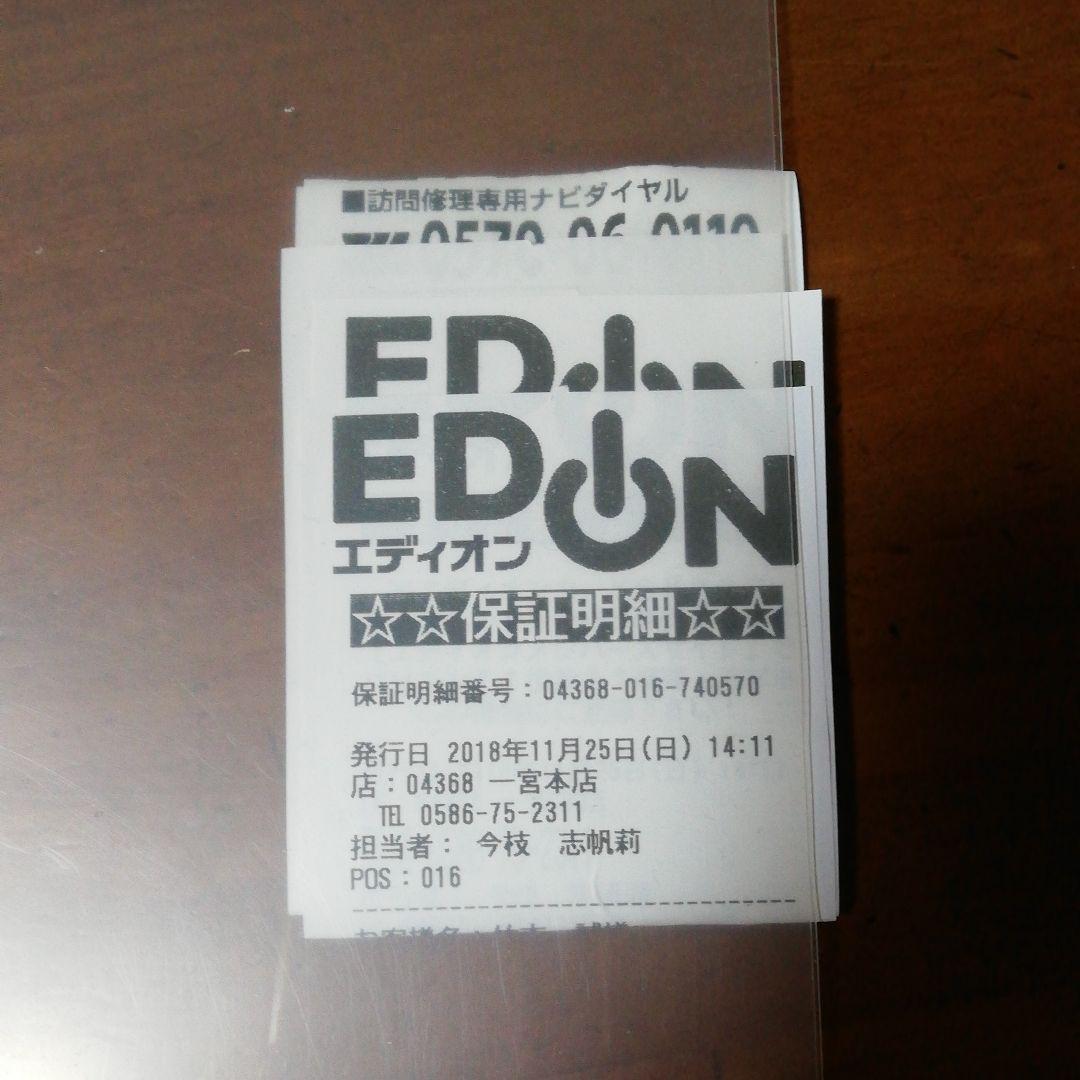 ■訪問修理専用ナビダイヤル
EDION
EDION
エディオン
☆☆保証明細☆☆
保証明細番号：04368-016-740570
発行日 2018年11月25日(日) 14:11
店：04368 一宮本店
TEL 0586-75-2311
担当者： 今枝 志帆莉
POS：016